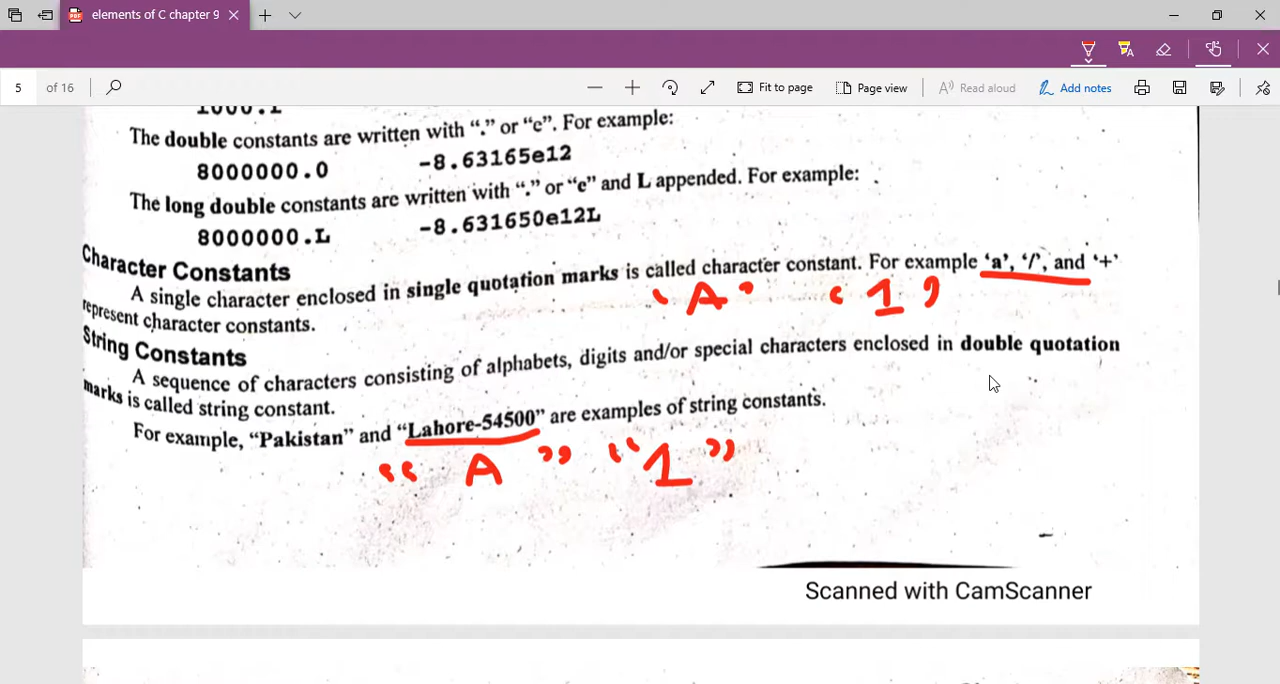 elements of C chapter 9
5 of 16 Fit to page Page view Read aloud Add notes
1000.L
The double constants are written with “.” or “e”. For example:
8000000.0 -8.63165e12
The long double constants are written with “.” or “e” and L appended. For example:
8000000.L -8.631650e12L
Character Constants
A single character enclosed in single quotation marks is called character constant. For example ‘a’, ‘/’, and ‘+’
represent character constants.
‘A’ ‘1’
String Constants
A sequence of characters consisting of alphabets, digits and/or special characters enclosed in double quotation
marks is called string constant.
For example, “Pakistan” and “Lahore-54500” are examples of string constants.
“A” “1”
Scanned with CamScanner